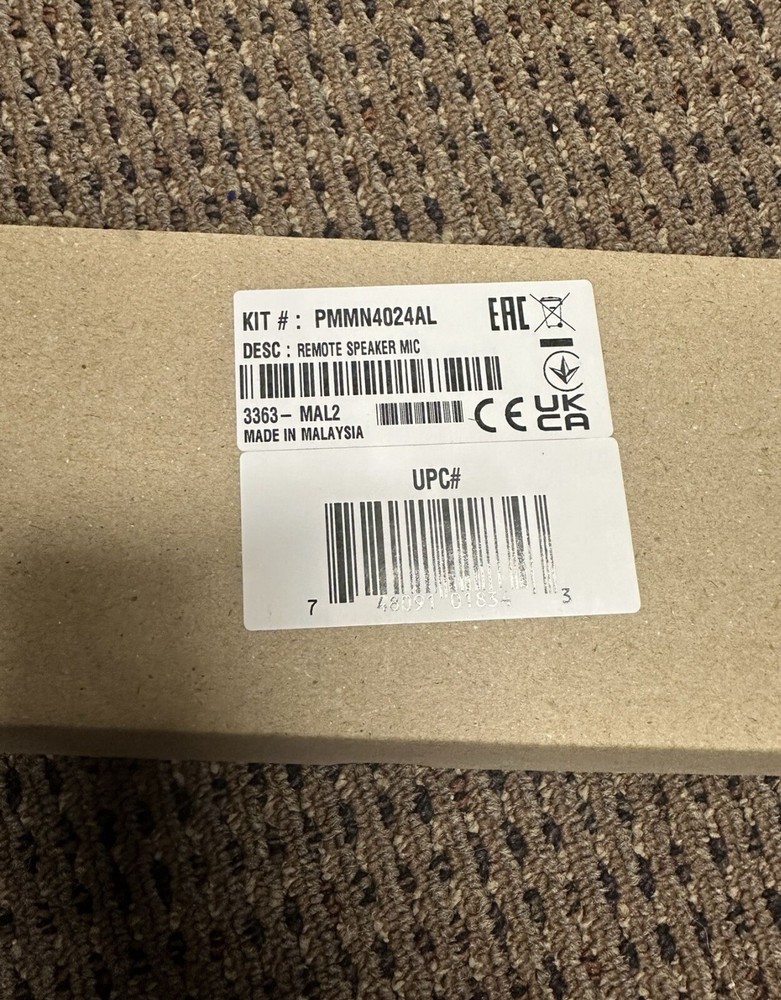 KIT # : PMMN4024AL
EAC
DESC : REMOTE SPEAKER MIC
3363- MAL2
CE
UK
CA
MADE IN MALAYSIA
UPC#
7 3